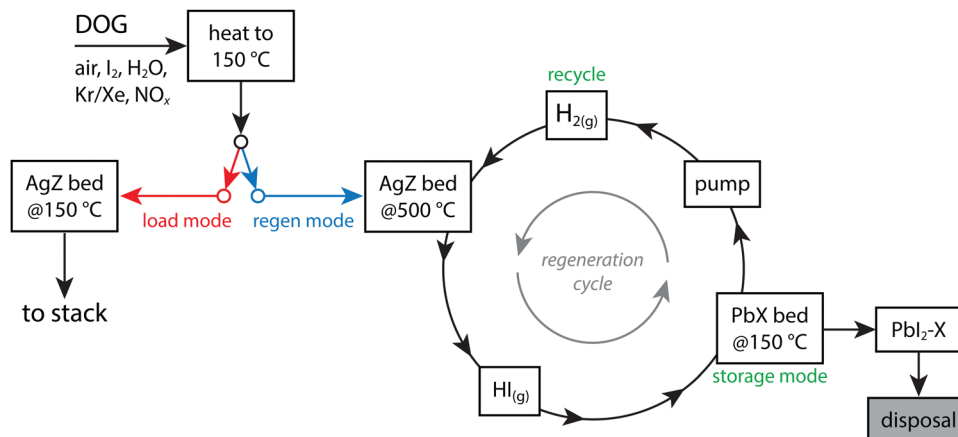 DOG
air, I₂, H₂O,
Kr/Xe, NOₓ
heat to
150 °C
AgZ bed
@150 °C
load mode
to stack
regen mode
AgZ bed
@500 °C
recycle
H₂₍g₎
pump
regeneration
cycle
HI₍g₎
PbX bed
@150 °C
storage mode
PbI₂-X
disposal